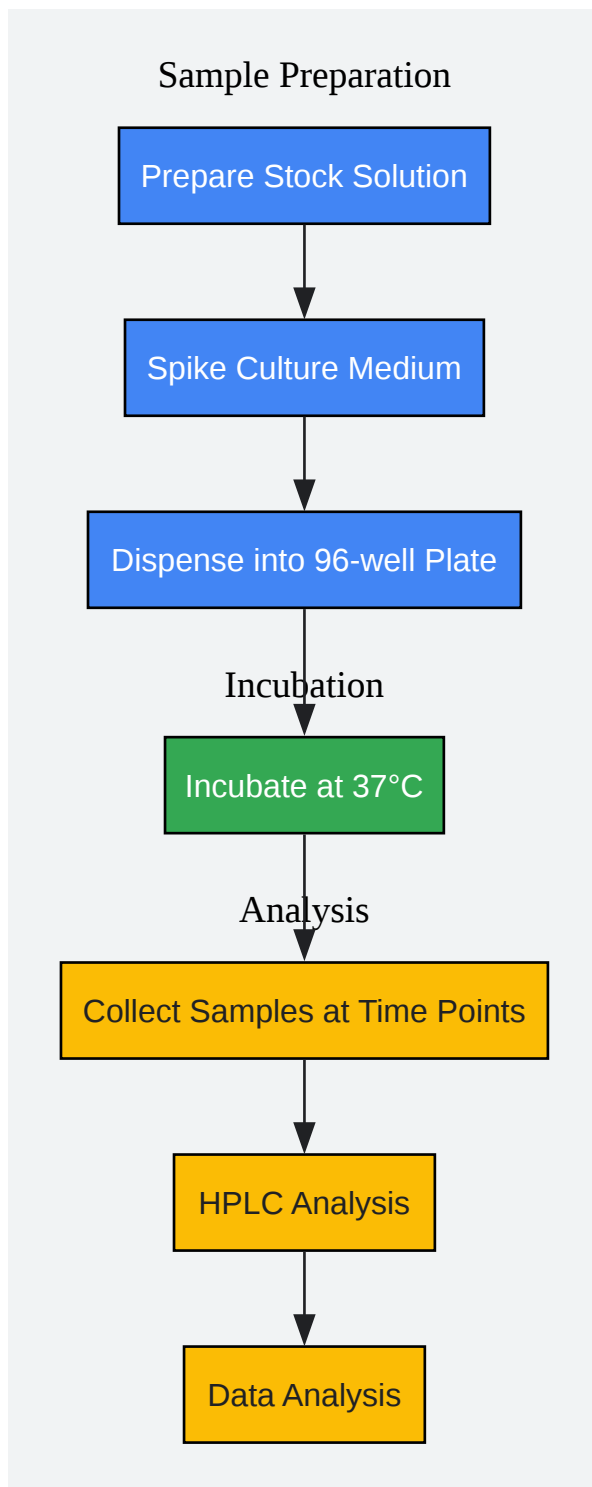 Sample Preparation
Prepare Stock Solution
Spike Culture Medium
Dispense into 96-well Plate
Incubation
Incubate at 37°C
Analysis
Collect Samples at Time Points
HPLC Analysis
Data Analysis